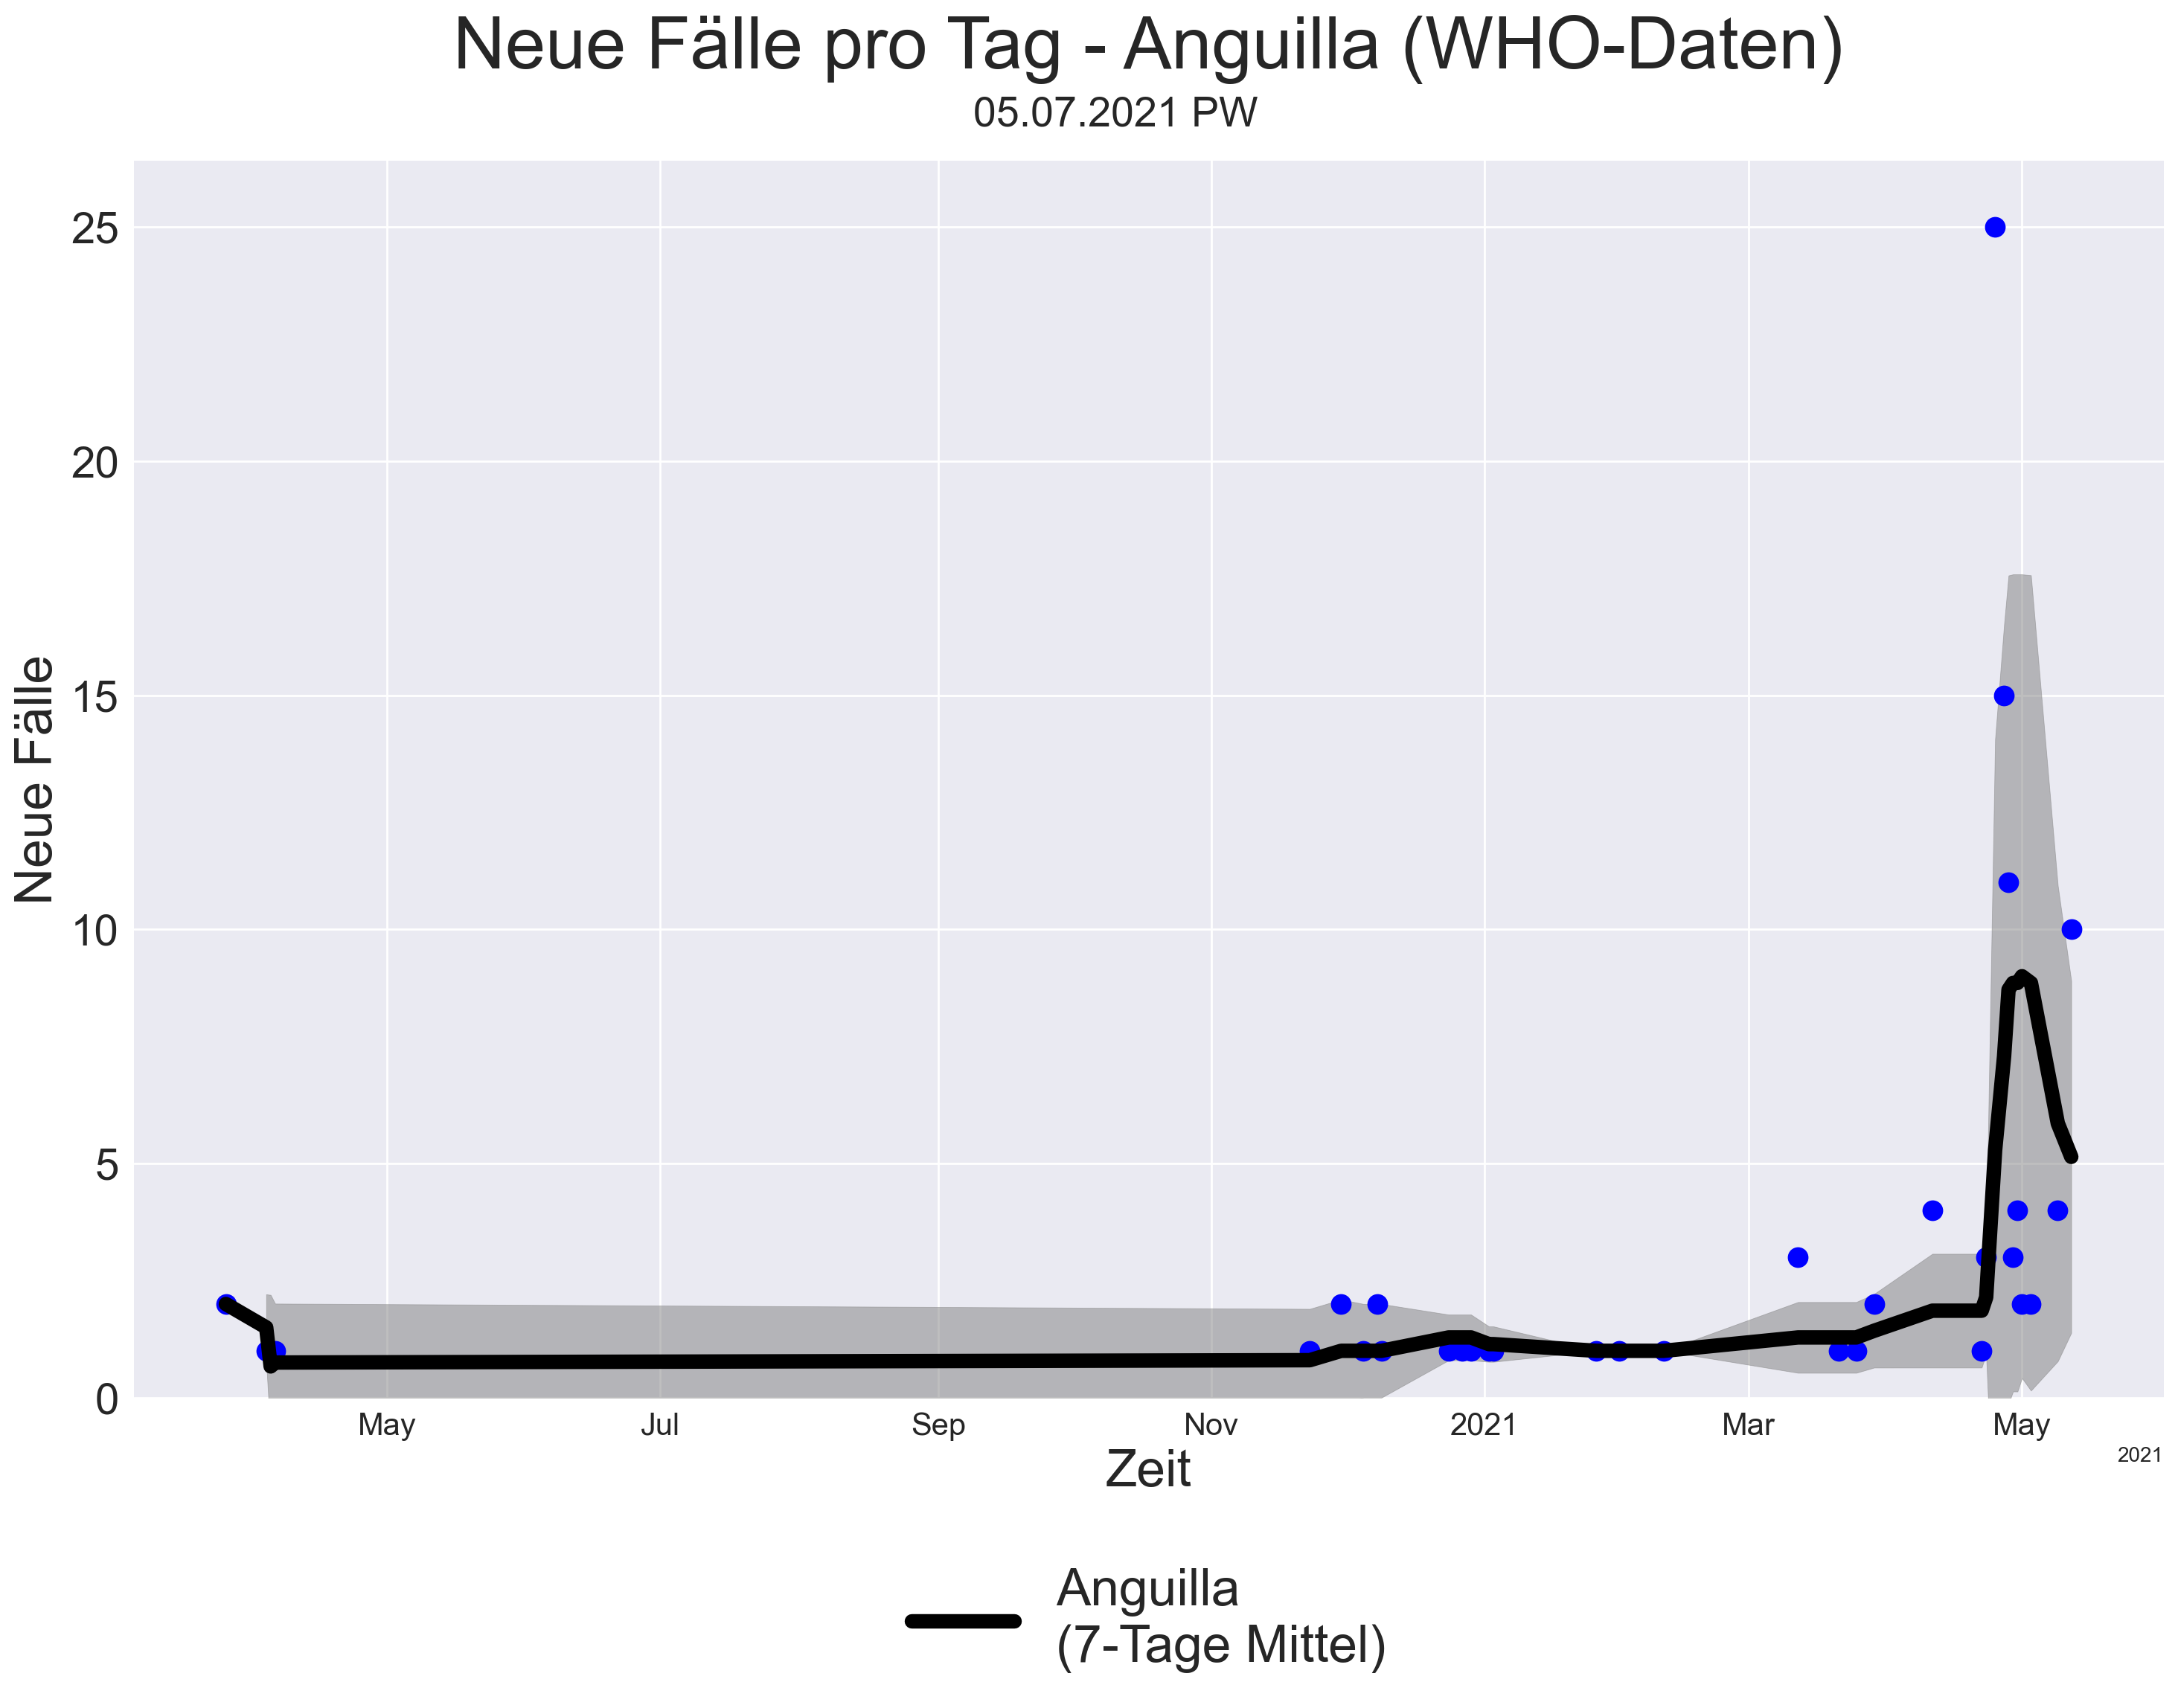 Neue Fälle pro Tag - Anguilla (WHO-Daten)
05.07.2021 PW
25
20
15
10
5
0
Neue Fälle
May
Jul
Sep
Nov
2021
Mar
May
2021
Zeit
Anguilla
(7-Tage Mittel)